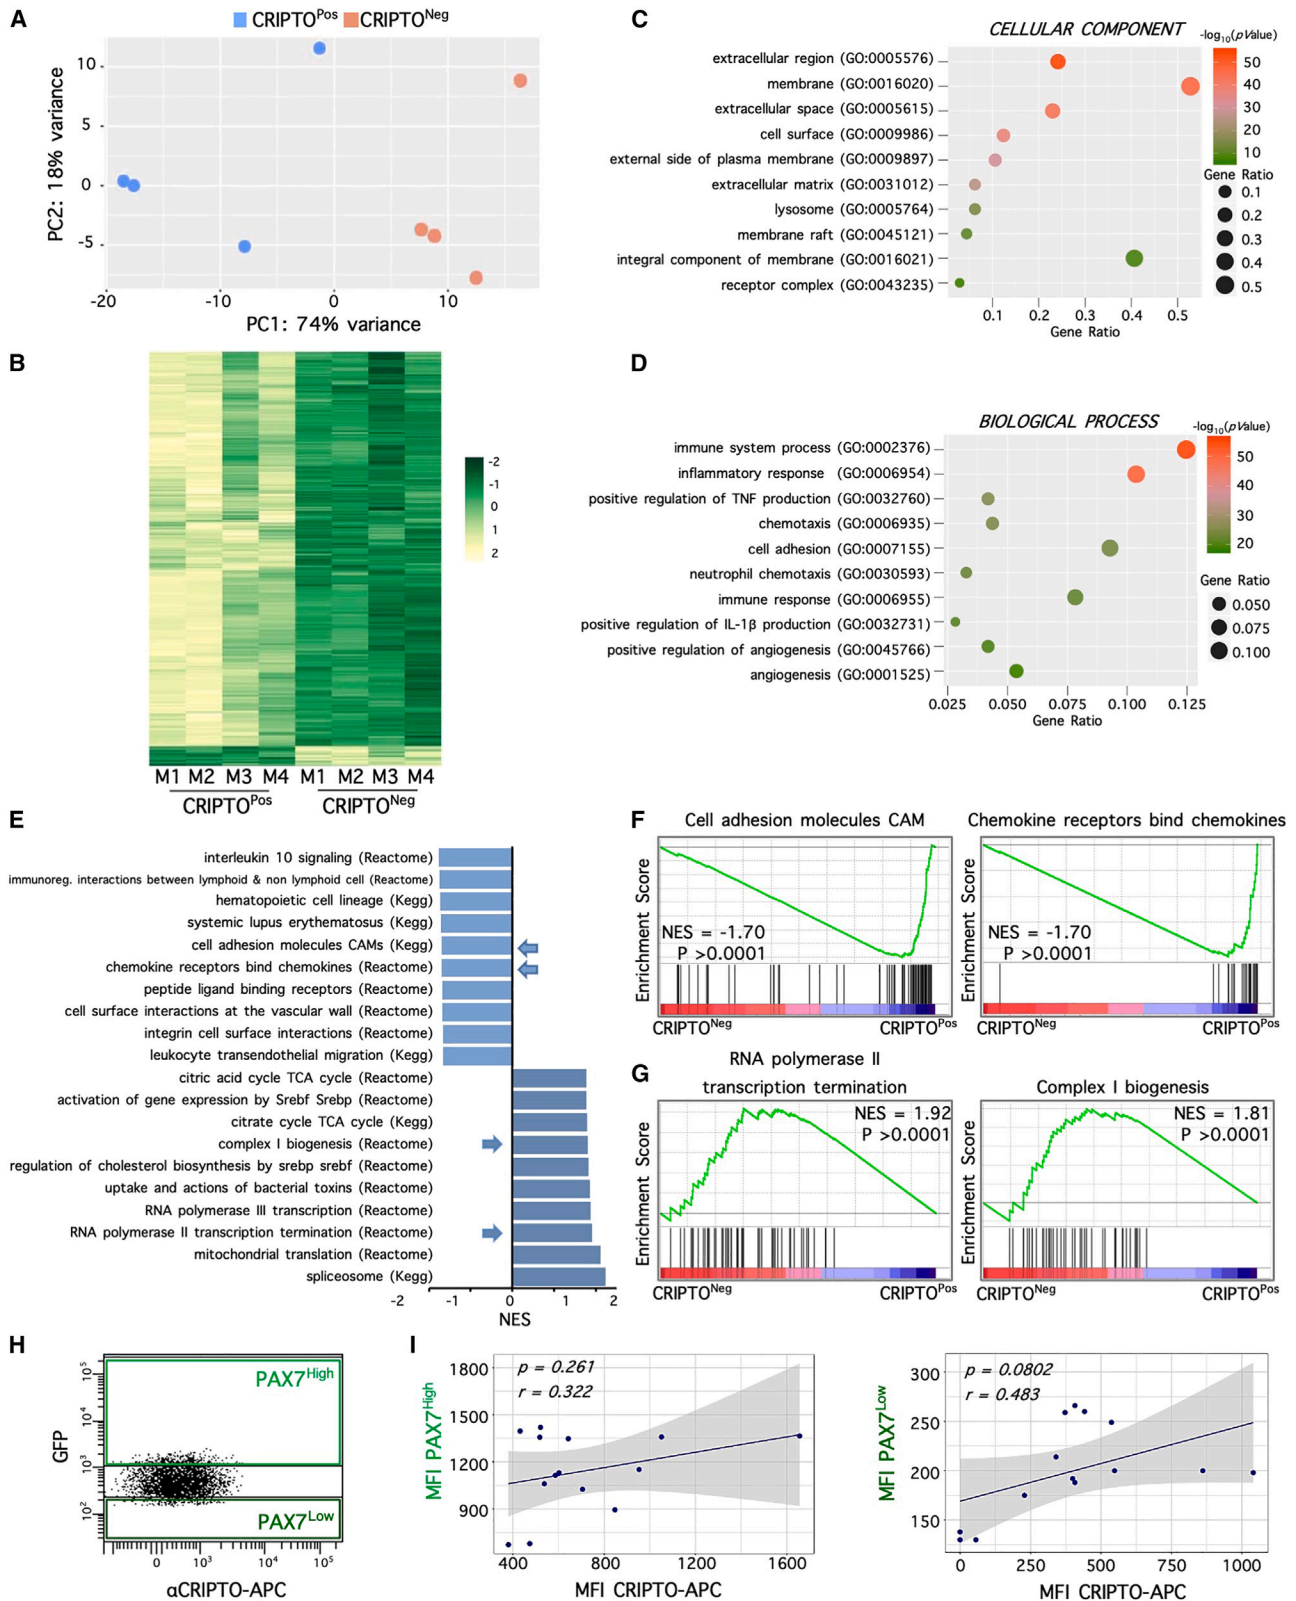 A
CRIPTOPos CRIPTONeg
PC2: 18% variance
10
5
0
-5
-20 -10 0 10
PC1: 74% variance
B
-2
-1
0
1
2
M1 M2 M3 M4 M1 M2 M3 M4
CRIPTOPos CRIPTONeg
C
CELLULAR COMPONENT
extracellular region (GO:0005576)
membrane (GO:0016020)
extracellular space (GO:0005615)
cell surface (GO:0009986)
external side of plasma membrane (GO:0009897)
extracellular matrix (GO:0031012)
lysosome (GO:0005764)
membrane raft (GO:0045121)
integral component of membrane (GO:0016021)
receptor complex (GO:0043235)
0.1 0.2 0.3 0.4 0.5
Gene Ratio
-log10(pValue)
50
40
30
20
10
Gene Ratio
0.1
0.2
0.3
0.4
0.5
D
BIOLOGICAL PROCESS
immune system process (GO:0002376)
inflammatory response (GO:0006954)
positive regulation of TNF production (GO:0032760)
chemotaxis (GO:0006935)
cell adhesion (GO:0007155)
neutrophil chemotaxis (GO:0030593)
immune response (GO:0006955)
positive regulation of IL-1β production (GO:0032731)
positive regulation of angiogenesis (GO:0045766)
angiogenesis (GO:0001525)
0.025 0.050 0.075 0.100 0.125
Gene Ratio
-log10(pValue)
50
40
30
20
Gene Ratio
0.050
0.075
0.100
E
interleukin 10 signaling (Reactome)
immunoreg. interactions between lymphoid & non lymphoid cell (Reactome)
hematopoietic cell lineage (Kegg)
systemic lupus erythematosus (Kegg)
cell adhesion molecules CAMs (Kegg)
chemokine receptors bind chemokines (Reactome)
peptide ligand binding receptors (Reactome)
cell surface interactions at the vascular wall (Reactome)
integrin cell surface interactions (Reactome)
leukocyte transendothelial migration (Kegg)
citric acid cycle TCA cycle (Reactome)
activation of gene expression by Srebf Srebp (Reactome)
citrate cycle TCA cycle (Kegg)
complex I biogenesis (Reactome)
regulation of cholesterol biosynthesis by srebp srebf (Reactome)
uptake and actions of bacterial toxins (Reactome)
RNA polymerase III transcription (Reactome)
RNA polymerase II transcription termination (Reactome)
mitochondrial translation (Reactome)
spliceosome (Kegg)
-2 -1 0 1 2
NES
F
Cell adhesion molecules CAM
Enrichment Score
NES = -1.70
P >0.0001
CRIPTONeg CRIPTOPos
Chemokine receptors bind chemokines
Enrichment Score
NES = -1.70
P >0.0001
CRIPTONeg CRIPTOPos
G
RNA polymerase II
transcription termination
Enrichment Score
NES = 1.92
P >0.0001
CRIPTONeg CRIPTOPos
Complex I biogenesis
Enrichment Score
NES = 1.81
P >0.0001
CRIPTONeg CRIPTOPos
H
GFP
10^5
10^4
10^3
10^2
PAX7High
PAX7Low
0 10^3 10^4 10^5
αCRIPTO-APC
I
MFI PAX7High
1800
1500
1200
900
p = 0.261
r = 0.322
400 800 1200 1600
MFI CRIPTO-APC
MFI PAX7Low
300
250
200
150
p = 0.0802
r = 0.483
0 250 500 750 1000
MFI CRIPTO-APC